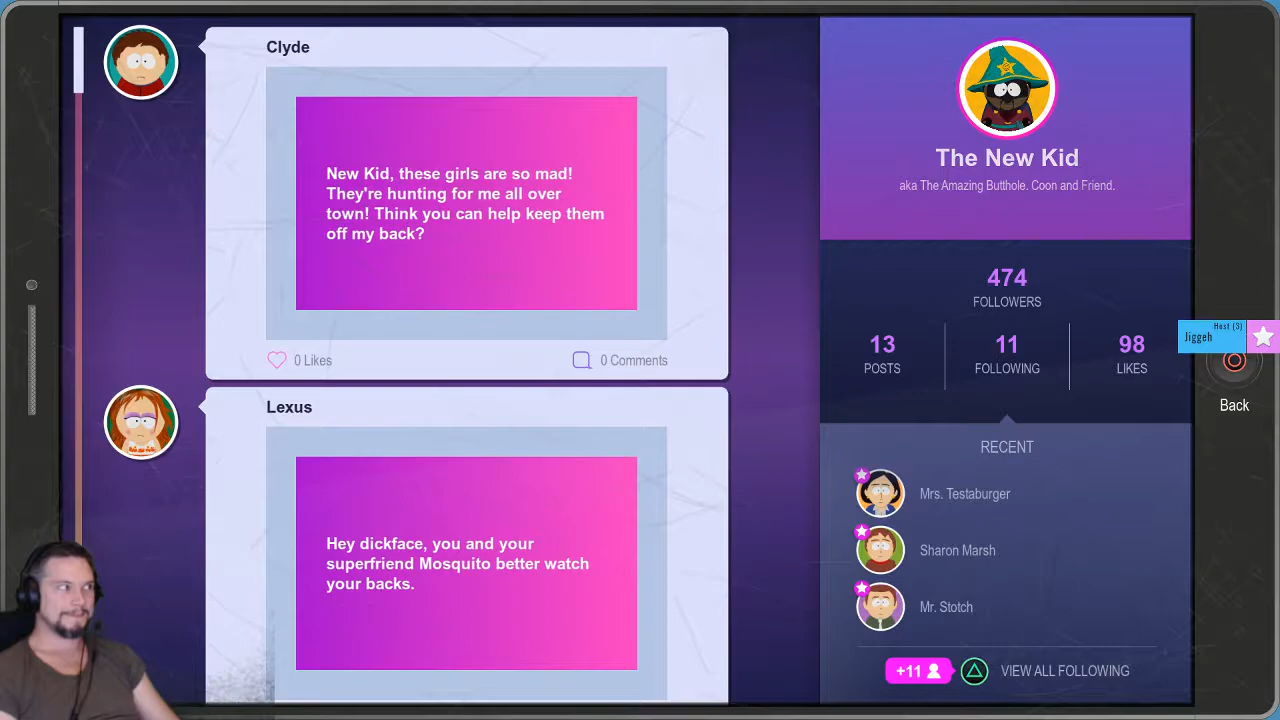 Clyde
New Kid, these girls are so mad!
They're hunting for me all over
town! Think you can help keep them
off my back?
0 Likes
0 Comments
Lexus
Hey dickface, you and your
superfriend Mosquito better watch
your backs.
The New Kid
aka The Amazing Butthole. Coon and Friend.
474
FOLLOWERS
13
POSTS
11
FOLLOWING
98
LIKES
RECENT
Mrs. Testaburger
Sharon Marsh
Mr. Stotch
+11
VIEW ALL FOLLOWING
Host (S)
Jiggeh
Back